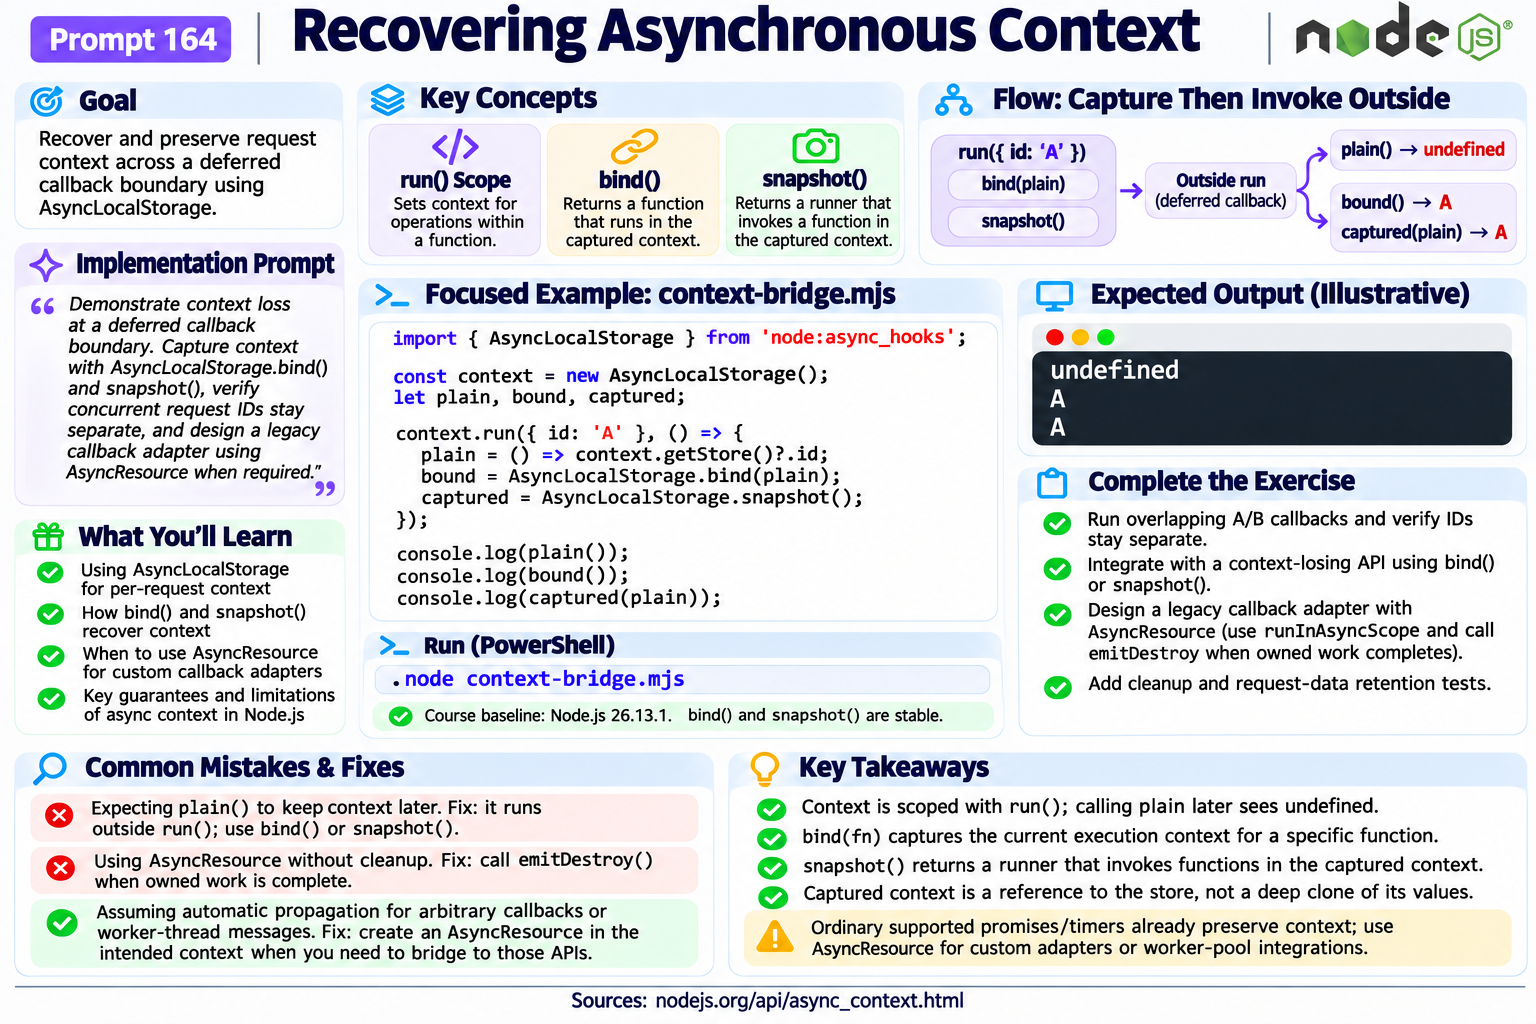 Prompt 164
Recovering Asynchronous Context
node
JS
®
Goal
Recover and preserve request
context across a deferred
callback boundary using
AsyncLocalStorage.
Key Concepts
</>
run() Scope
Sets context for
operations within
a function.
bind()
Returns a function
that runs in the
captured context.
snapshot()
Returns a runner that
invokes a function in
the captured context.
Flow: Capture Then Invoke Outside
run({ id: ‘A’ })
bind(plain)
snapshot()
Outside run
(deferred callback)
plain() → undefined
bound() → A
captured(plain) → A
Implementation Prompt
“ Demonstrate context loss
at a deferred callback
boundary. Capture context
with AsyncLocalStorage.bind()
and snapshot(), verify
concurrent request IDs stay
separate, and design a legacy
callback adapter using
AsyncResource when required.”
”
What You’ll Learn
Using AsyncLocalStorage
for per-request context
How bind() and snapshot()
recover context
When to use AsyncResource
for custom callback adapters
Key guarantees and limitations
of async context in Node.js
Focused Example: context-bridge.mjs
import { AsyncLocalStorage } from 'node:async_hooks';
const context = new AsyncLocalStorage();
let plain, bound, captured;
context.run({ id: 'A' }, () => {
plain = () => context.getStore()?.id;
bound = AsyncLocalStorage.bind(plain);
captured = AsyncLocalStorage.snapshot();
});
console.log(plain());
console.log(bound());
console.log(captured(plain));
Run (PowerShell)
.node context-bridge.mjs
Course baseline: Node.js 26.13.1. bind() and snapshot() are stable.
Expected Output (Illustrative)
undefined
A
A
Complete the Exercise
Run overlapping A/B callbacks and verify IDs
stay separate.
Integrate with a context-losing API using bind()
or snapshot().
Design a legacy callback adapter with
AsyncResource (use runInAsyncScope and call
emitDestroy when owned work completes).
Add cleanup and request-data retention tests.
Common Mistakes & Fixes
Expecting plain() to keep context later. Fix: it runs
outside run(); use bind() or snapshot().
Using AsyncResource without cleanup. Fix: call emitDestroy()
when owned work is complete.
Assuming automatic propagation for arbitrary callbacks or
worker-thread messages. Fix: create an AsyncResource in the
intended context when you need to bridge to those APIs.
Key Takeaways
Context is scoped with run(); calling plain later sees undefined.
bind(fn) captures the current execution context for a specific function.
snapshot() returns a runner that invokes functions in the captured context.
Captured context is a reference to the store, not a deep clone of its values.
Ordinary supported promises/timers already preserve context; use
AsyncResource for custom adapters or worker-pool integrations.
Sources: nodejs.org/api/async_context.html